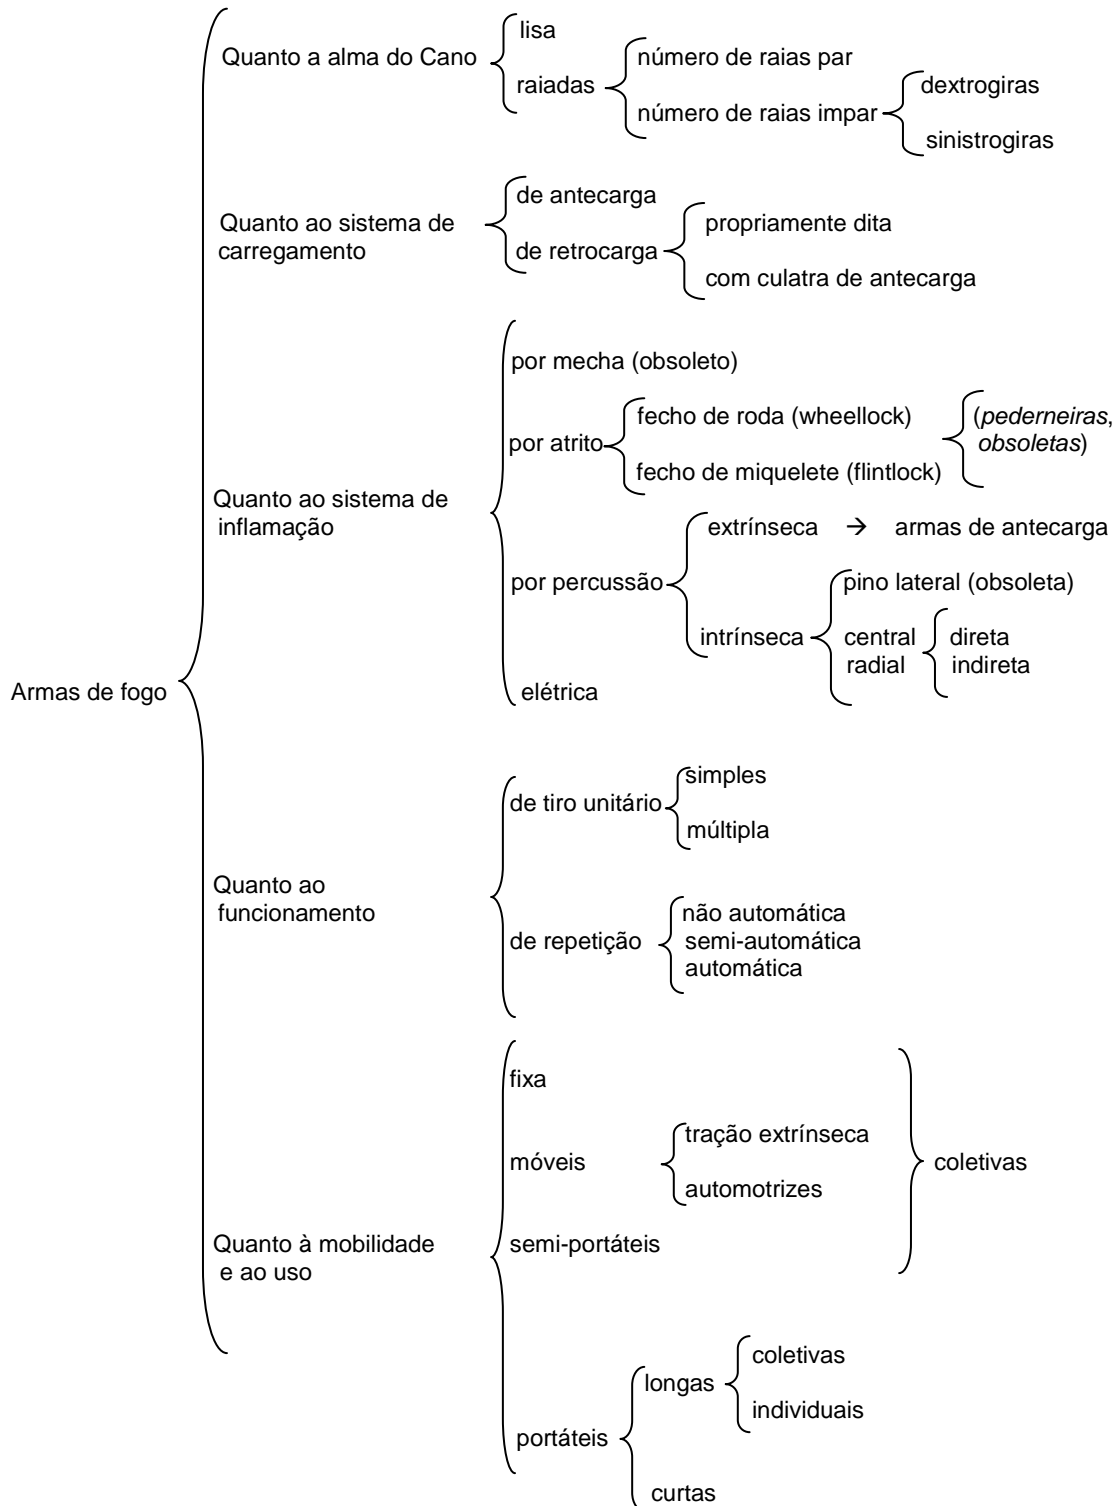 lisa
Quanto a alma do Cano
raiadas
número de raias par
número de raias impar
dextrogiras
sinistrogiras
Quanto ao sistema de
carregamento
de antecarga
de retrocarga
propriamente dita
com culatra de antecarga
Quanto ao sistema de
inflamação
por mecha (obsoleto)
por atrito
fecho de roda (wheellock)
fecho de miquelete (flintlock)
(pederneiras,
obsoletas)
por percussão
extrínseca → armas de antecarga
intrínseca
pino lateral (obsoleta)
central
radial
direta
indireta
elétrica
Armas de fogo
Quanto ao
funcionamento
de tiro unitário
simples
múltipla
de repetição
não automática
semi-automática
automática
Quanto à mobilidade
e ao uso
fixa
móveis
tração extrínseca
automotrizes
semi-portáteis
coletivas
portáteis
longas
coletivas
individuais
curtas